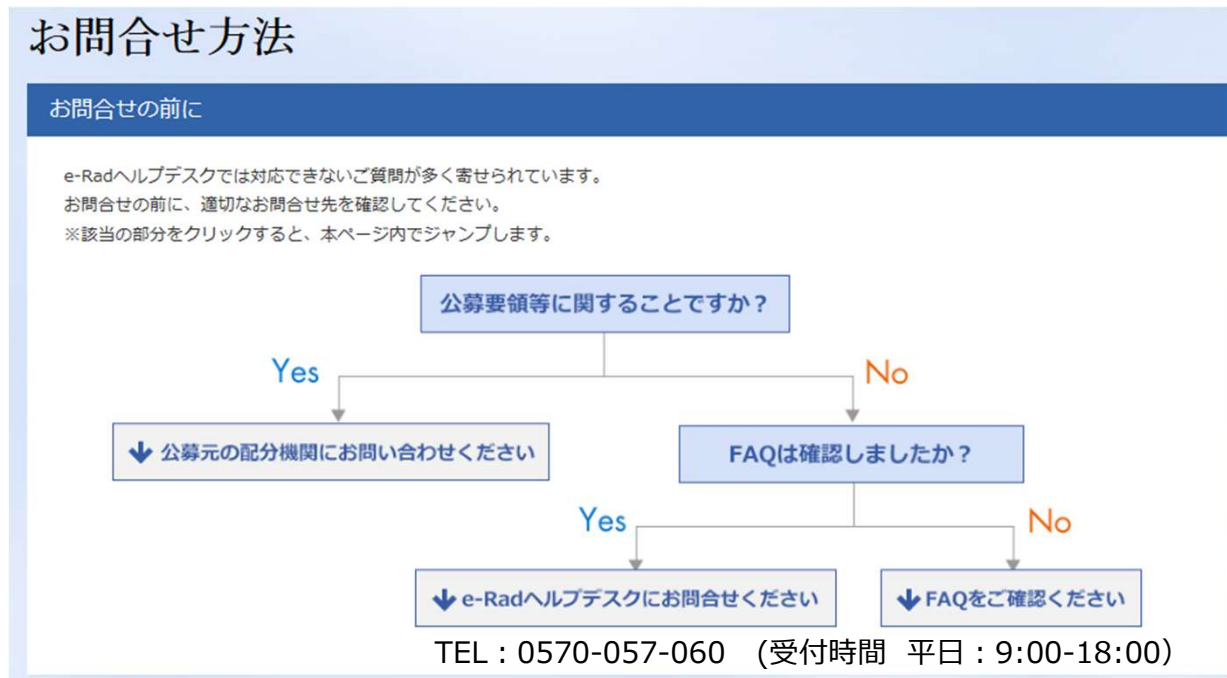 お問合せ方法
お問合せの前に
e-Radヘルプデスクでは対応できないご質問が多く寄せられています。
お問合せの前に、適切なお問合せ先を確認してください。
※該当の部分をクリックすると、本ページ内でジャンプします。
公募要領等に関することですか？
Yes
No
公募元の配分機関にお問い合わせください
FAQは確認しましたか？
Yes
No
e-Radヘルプデスクにお問合せください
FAQをご確認ください
TEL：0570-057-060　(受付時間 平日：9:00-18:00）